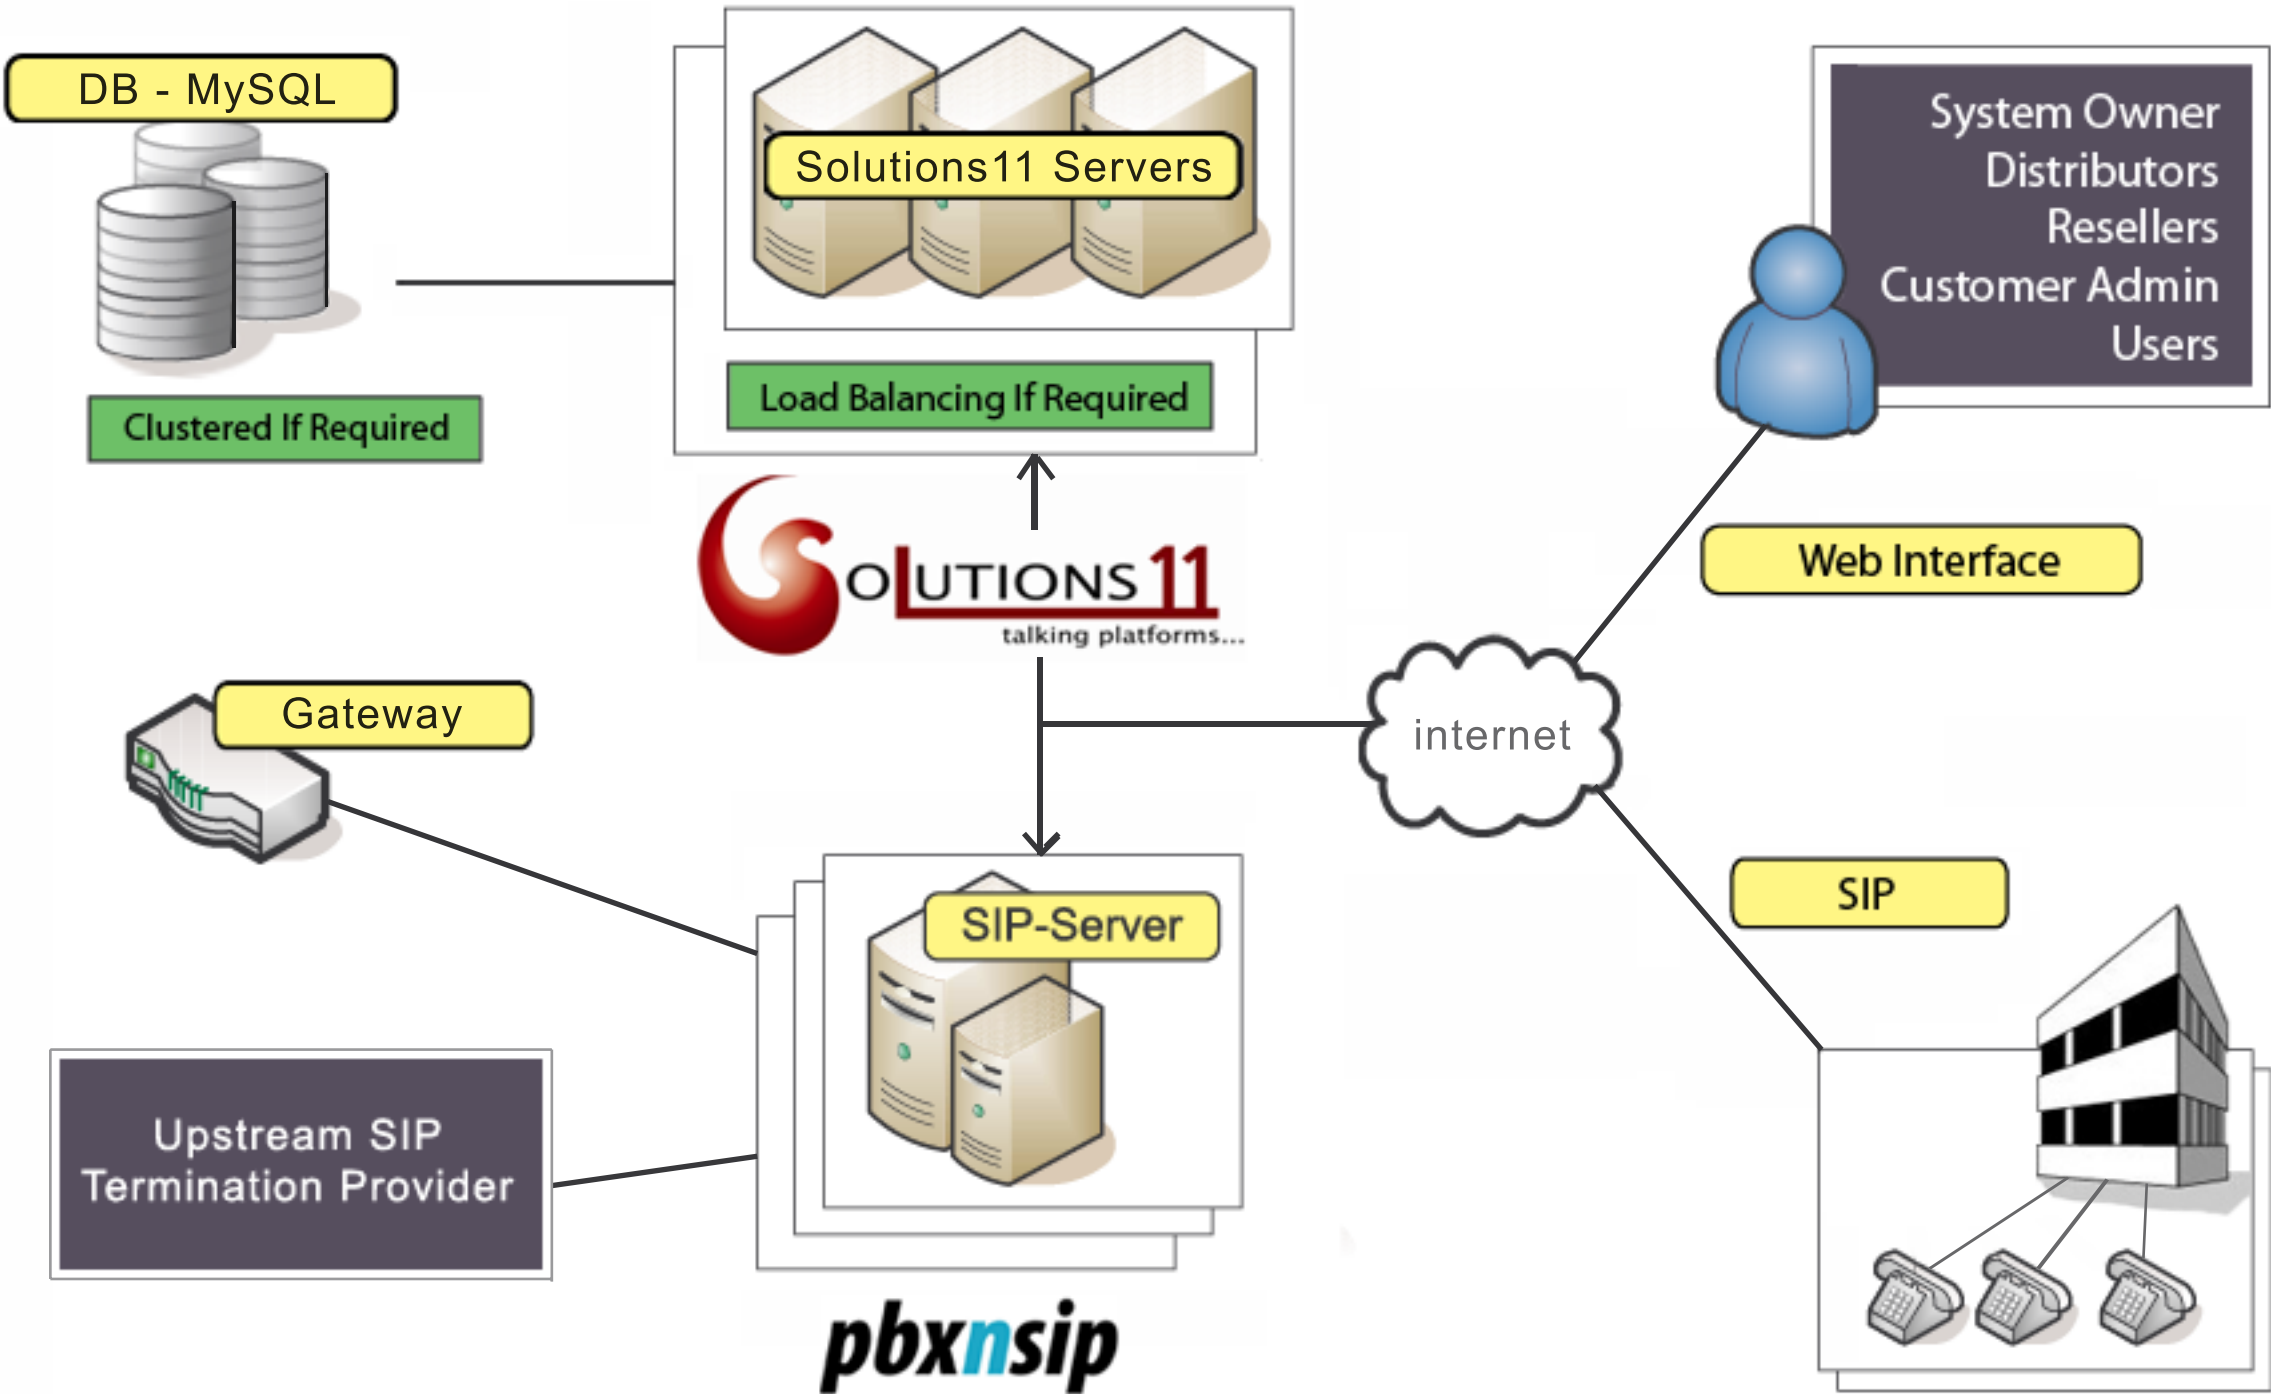 DB - MySQL
Clustered If Required
Solutions11 Servers
Load Balancing If Required
System Owner
Distributors
Resellers
Customer Admin
Users
SOLUTIONS 11
talking platforms...
Web Interface
Gateway
internet
SIP-Server
SIP
Upstream SIP
Termination Provider
pbxnsip